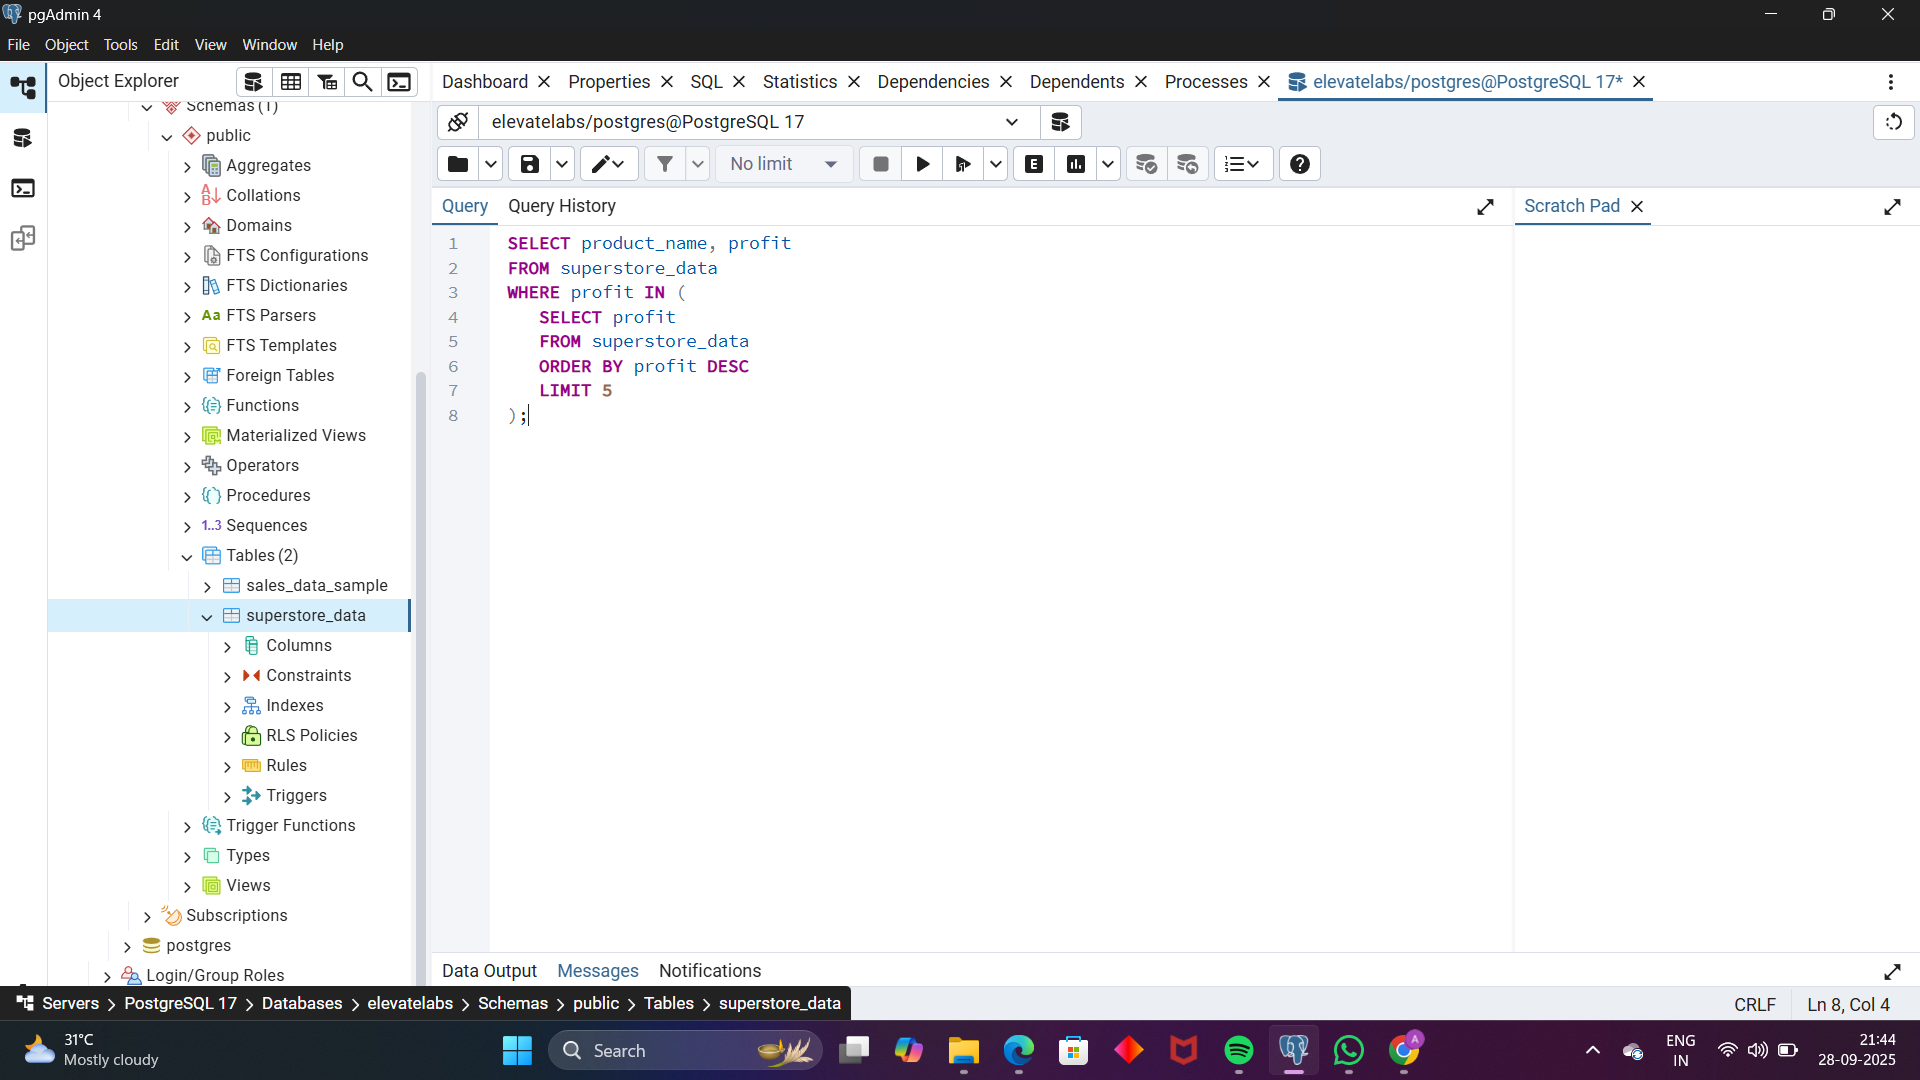 pgAdmin 4
File Object Tools Edit View Window Help
Object Explorer
Dashboard Properties SQL Statistics Dependencies Dependents Processes elevatelabs/postgres@PostgreSQL 17*
Schemas (1)
public
Aggregates
Collations
Domains
FTS Configurations
FTS Dictionaries
Aa FTS Parsers
FTS Templates
Foreign Tables
Functions
Materialized Views
Operators
Procedures
1..3 Sequences
Tables (2)
sales_data_sample
superstore_data
Columns
Constraints
Indexes
RLS Policies
Rules
Triggers
Trigger Functions
Types
Views
Subscriptions
postgres
Login/Group Roles
elevatelabs/postgres@PostgreSQL 17
No limit
E
Query Query History
Scratch Pad
1 SELECT product_name, profit
2 FROM superstore_data
3 WHERE profit IN (
4 SELECT profit
5 FROM superstore_data
6 ORDER BY profit DESC
7 LIMIT 5
8 );
Data Output Messages Notifications
Servers > PostgreSQL 17 > Databases > elevatelabs > Schemas > public > Tables > superstore_data
CRLF Ln 8, Col 4
31°C
Mostly cloudy
Search
A
ENG
IN
21:44
28-09-2025